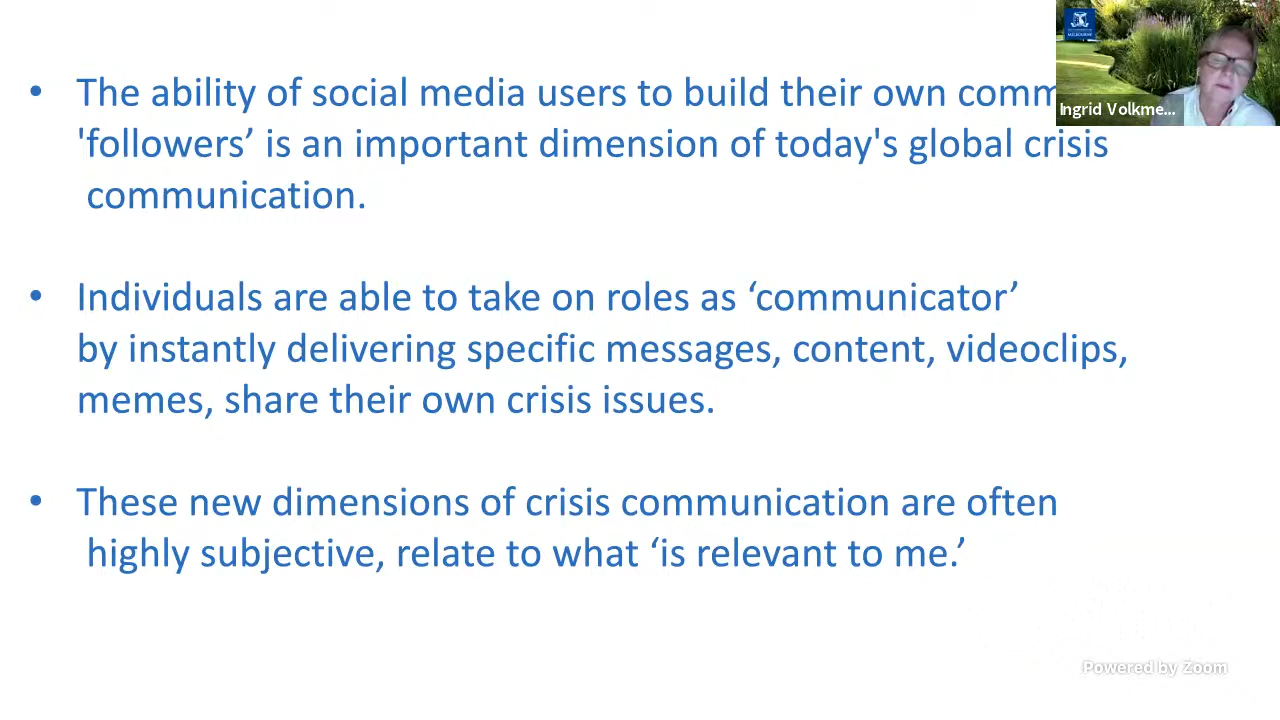 • The ability of social media users to build their own comm
'followers’ is an important dimension of today's global crisis
communication.
• Individuals are able to take on roles as ‘communicator’
by instantly delivering specific messages, content, videoclips,
memes, share their own crisis issues.
• These new dimensions of crisis communication are often
highly subjective, relate to what ‘is relevant to me.’
MELBOURNE
Ingrid Volkme...
Powered by Zoom